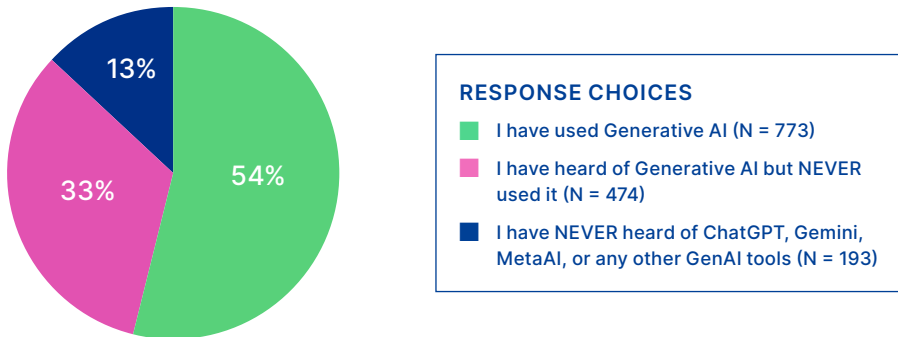 13%
33%
54%
RESPONSE CHOICES
I have used Generative AI (N = 773)
I have heard of Generative AI but NEVER
used it (N = 474)
I have NEVER heard of ChatGPT, Gemini,
MetaAI, or any other GenAI tools (N = 193)